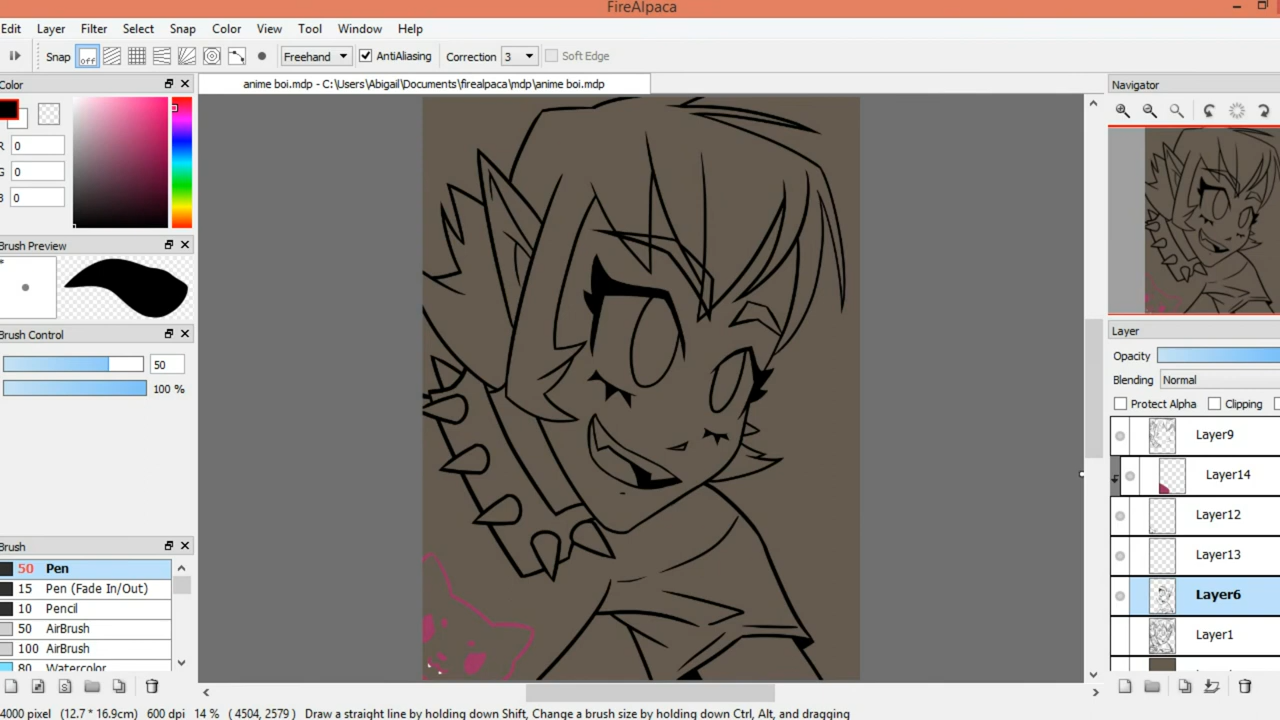 FireAlpaca
Edit Layer Filter Select Snap Color View Tool Window Help
Snap off Freehand AntiAliasing Correction 3 Soft Edge
Color
anime boi.mdp - C:\Users\Abigail\Documents\firealpaca\mdp\anime boi.mdp
Navigator
R 0
G 0
B 0
Brush Preview
Brush Control
50
100 %
Layer
Opacity
Blending Normal
Protect Alpha Clipping
Layer9
Layer14
Layer12
Layer13
Layer6
Layer1
Brush
50 Pen
15 Pen (Fade In/Out)
10 Pencil
50 AirBrush
100 AirBrush
80 Watercolor
4000 pixel (12.7 * 16.9cm) 600 dpi 14 % ( 4504, 2579 ) Draw a straight line by holding down Shift, Change a brush size by holding down Ctrl, Alt, and dragging